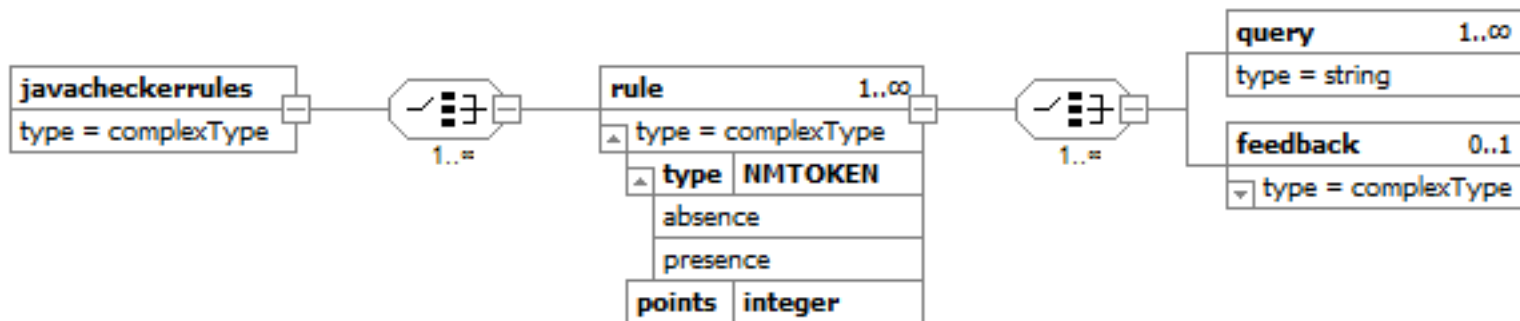 javacheckerrules
type = complexType
1..∞
rule 1..∞
type = complexType
type NMTOKEN
absence
presence
points integer
1..∞
query 1..∞
type = string
feedback 0..1
type = complexType